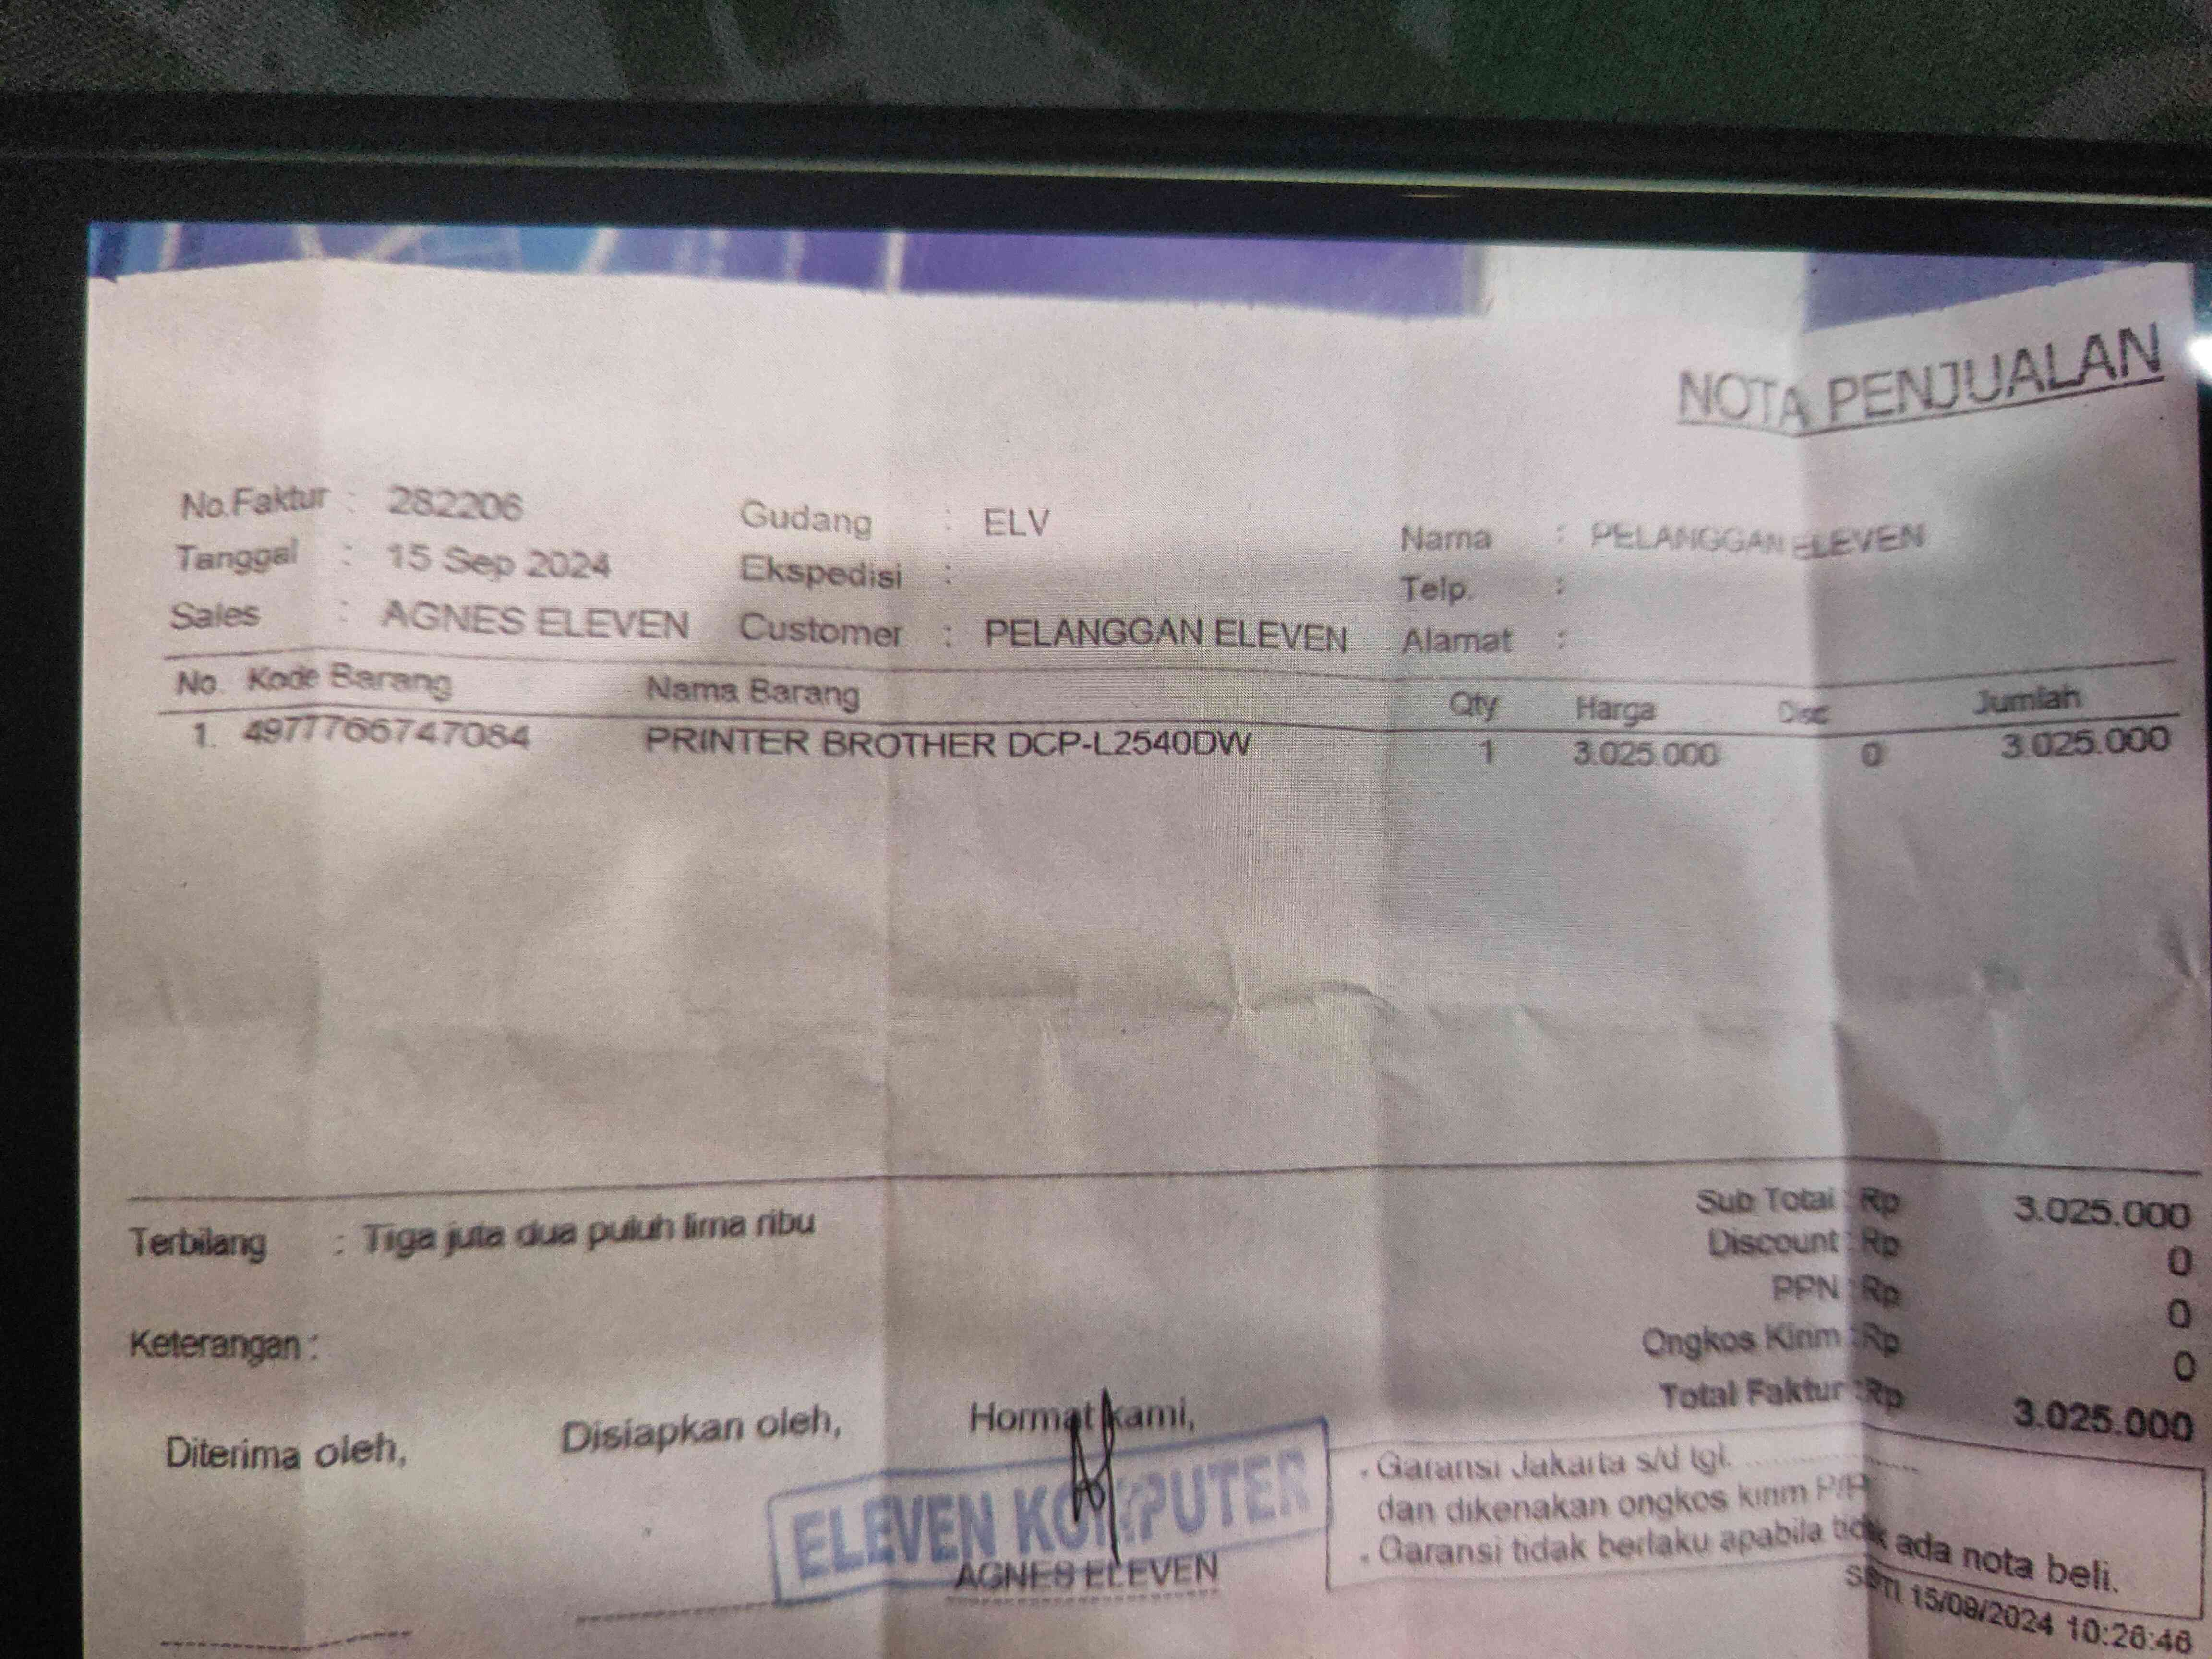 NOTA PENJUALAN
No.Faktur : 282206 Gudang : ELV Nama : PELANGGAN ELEVEN
Tanggal : 15 Sep 2024 Ekspedisi : Telp. :
Sales : AGNES ELEVEN Customer : PELANGGAN ELEVEN Alamat :
No. Kode Barang Nama Barang Qty Harga Disc Jumlah
1. 4977766747084 PRINTER BROTHER DCP-L2540DW 1 3.025.000 0 3.025.000
Terbilang : Tiga juta dua puluh lima ribu
Sub Total : Rp 3.025.000
Discount : Rp 0
PPN : Rp 0
Ongkos Kirim : Rp 0
Total Faktur : Rp 3.025.000
Keterangan :
Diterima oleh, Disiapkan oleh, Hormat kami,
ELEVEN KOMPUTER
AGNES ELEVEN
. Garansi Jakarta s/d tgl. ....................
dan dikenakan ongkos kirim P/P
. Garansi tidak berlaku apabila tidak ada nota beli.
15/09/2024 10:26:46